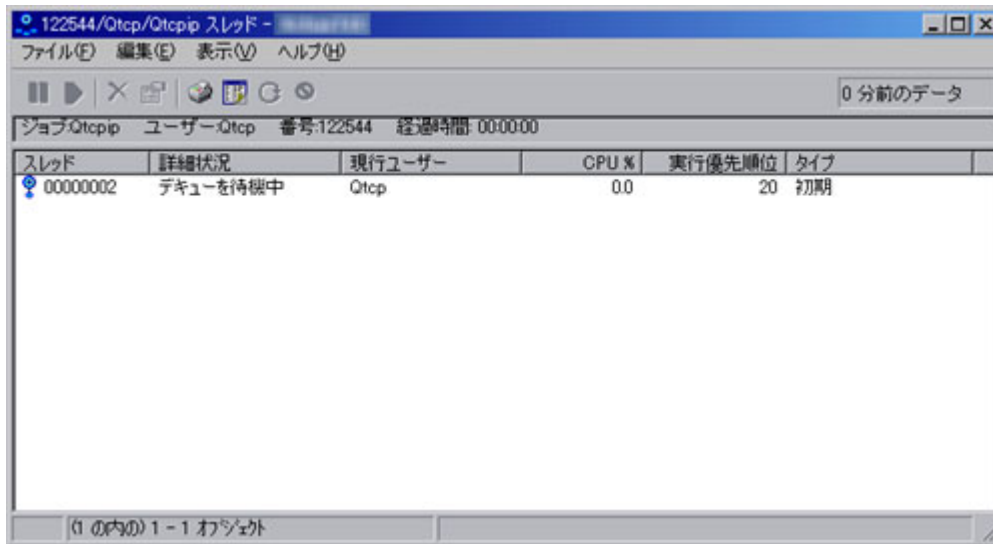 122544/Qtcp/Qtcpip スレッド -
ファイル(F) 編集(E) 表示(V) ヘルプ(H)
0 分前のデータ
ジョブ:Qtcpip ユーザー:Qtcp 番号:122544 経過時間: 00:00:00
スレッド 詳細状況 現行ユーザー CPU % 実行優先順位 タイプ
00000002 デキューを待機中 Qtcp 0.0 20 初期
(1 の内の) 1 - 1 オブジェクト